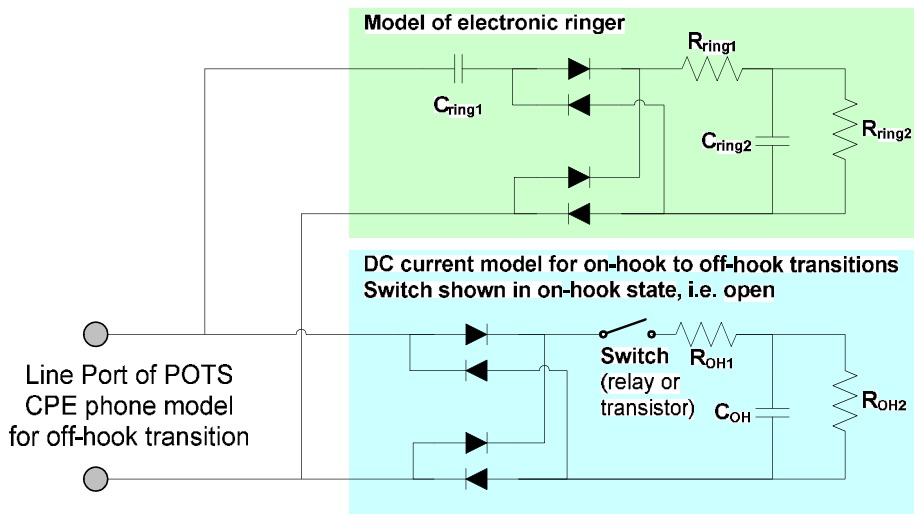 Model of electronic ringer
Rring1
Cring1
Cring2
Rring2
DC current model for on-hook to off-hook transitions
Switch shown in on-hook state, i.e. open
Switch
(relay or
transistor)
ROH1
COH
ROH2
Line Port of POTS
CPE phone model
for off-hook transition